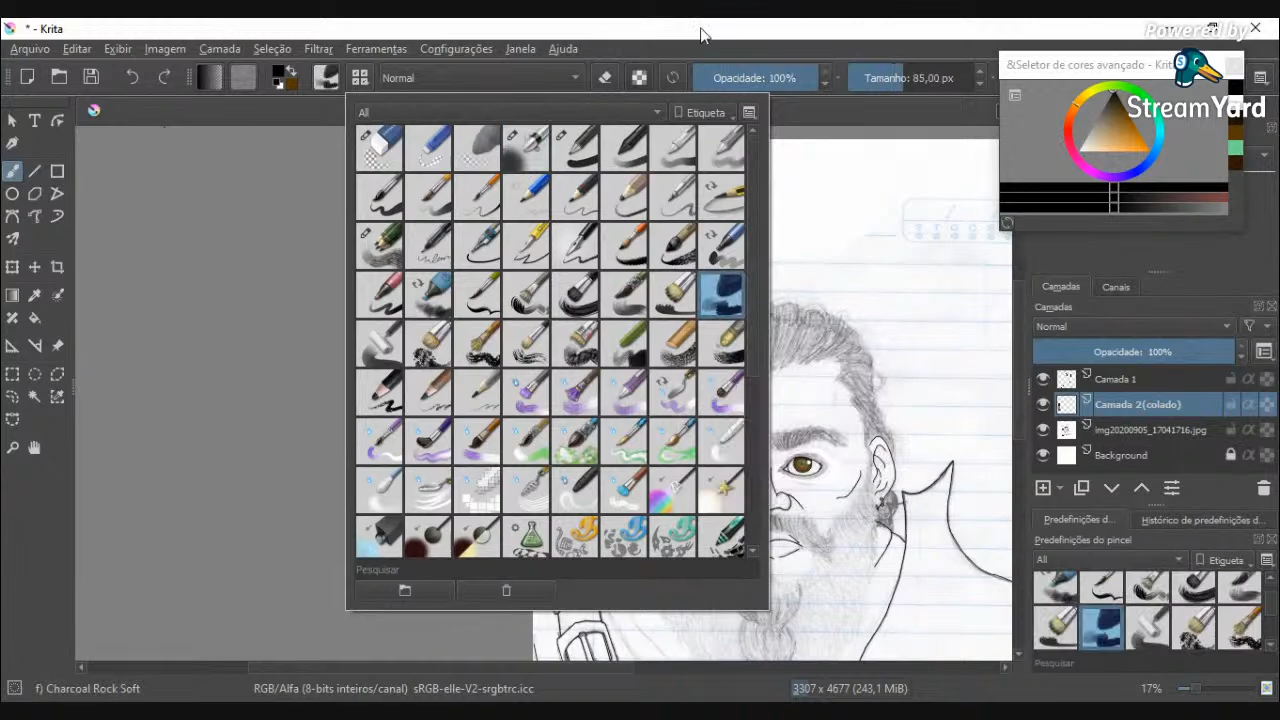 * - Krita
Powered by
Arquivo Editar Exibir Imagem Camada Seleção Filtrar Ferramentas Configurações Janela Ajuda
Normal
Opacidade: 100%
Tamanho: 85,00 px
&Seletor de cores avançado - Krita
StreamYard
All
Etiqueta
Camadas Canais
Camadas
Normal
Opacidade: 100%
Camada 1
Camada 2(colado)
img20200905_17041716.jpg
Background
Predefinições d... Histórico de predefinições d...
Predefinições do pincel
All
Etiqueta
Pesquisar
Pesquisar
f) Charcoal Rock Soft
RGB/Alfa (8-bits inteiros/canal) sRGB-elle-V2-srgbtrc.icc
3307 x 4677 (243,1 MiB)
17%